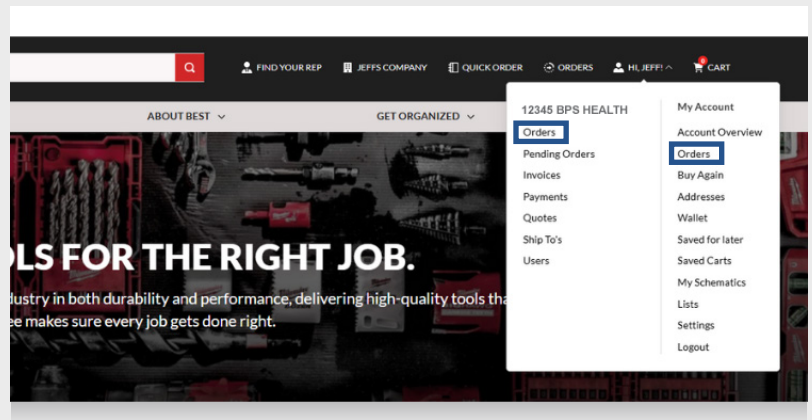 FIND YOUR REP
JEFFS COMPANY
QUICK ORDER
ORDERS
HI, JEFF!
CART
ABOUT BEST
GET ORGANIZED
12345 BPS HEALTH
Orders
Pending Orders
Invoices
Payments
Quotes
Ship To's
Users
My Account
Account Overview
Orders
Buy Again
Addresses
Wallet
Saved for later
Saved Carts
My Schematics
Lists
Settings
Logout
OLS FOR THE RIGHT JOB.
dustry in both durability and performance, delivering high-quality tools tha
ee makes sure every job gets done right.